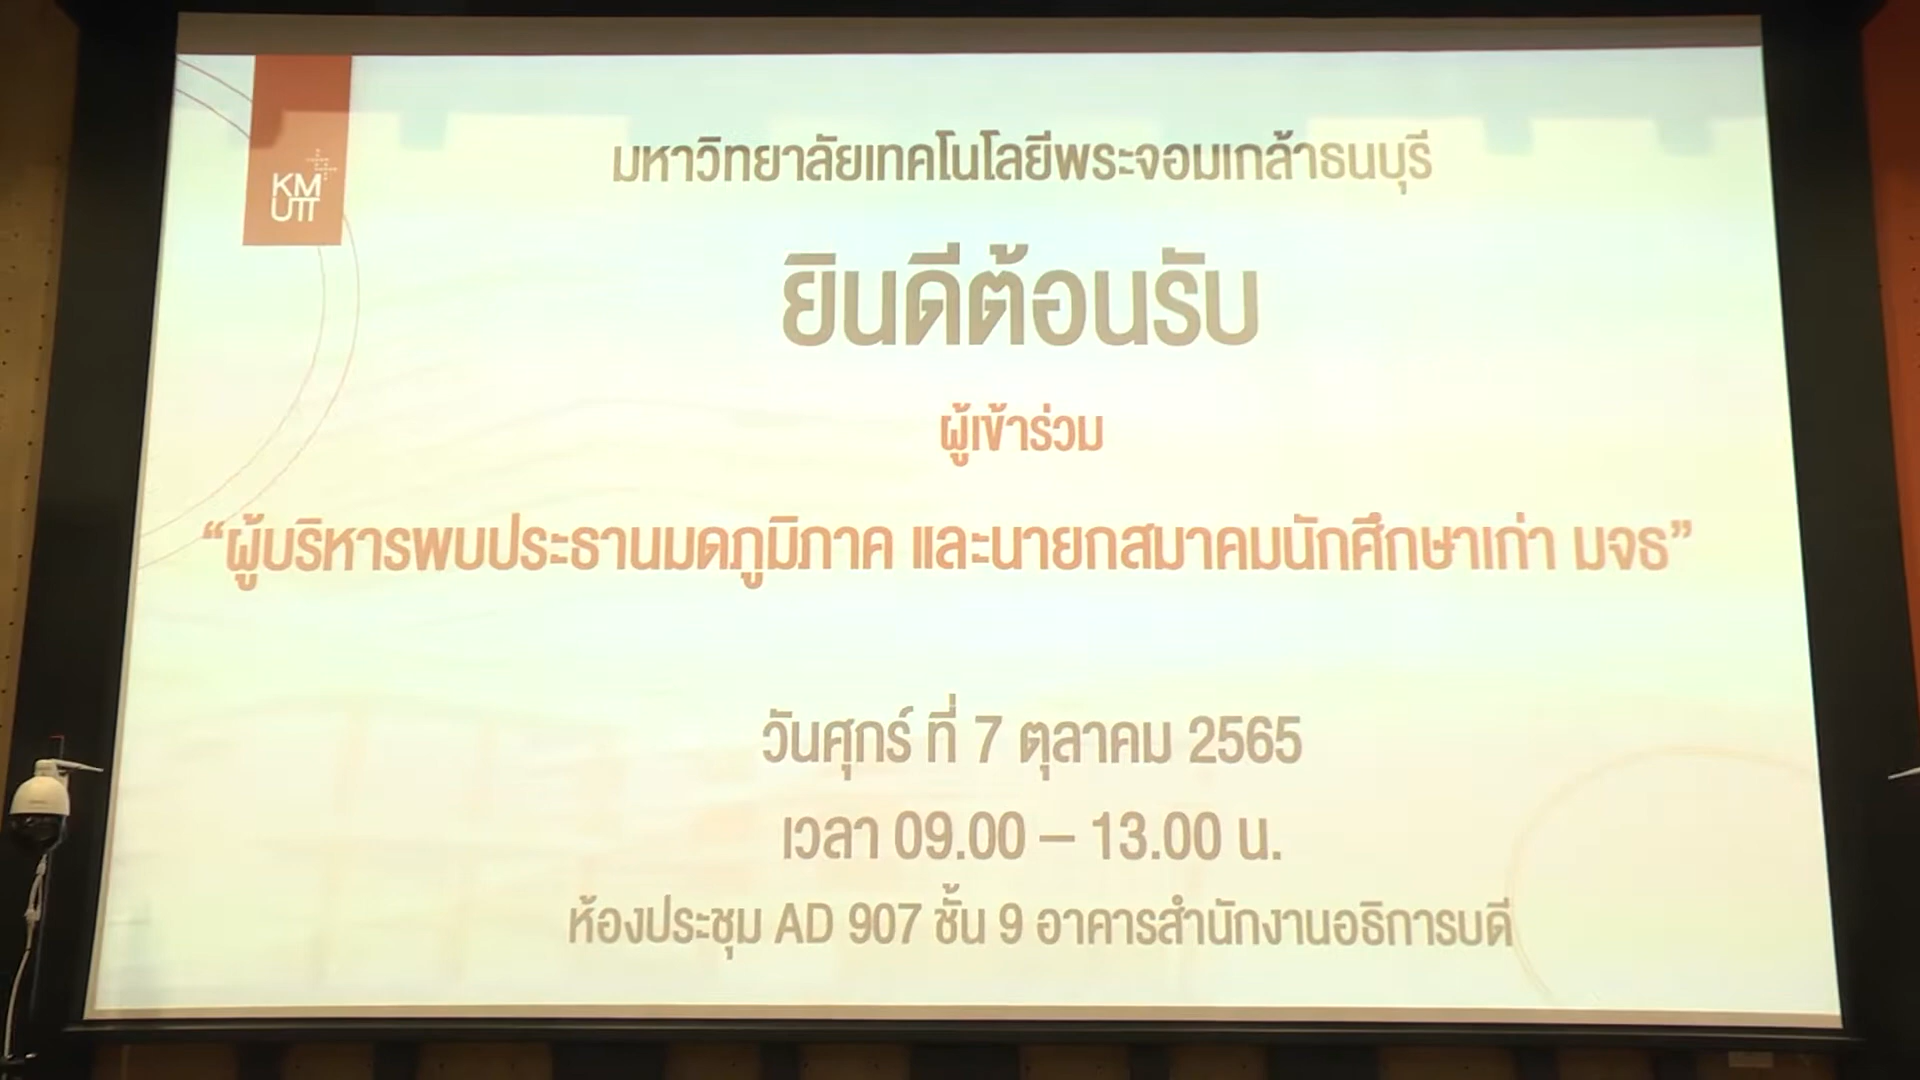 KM
UTT
มหาวิทยาลัยเทคโนโลยีพระจอมเกล้าธนบุรี
ยินดีต้อนรับ
ผู้เข้าร่วม
“ผู้บริหารพบประธานมดภูมิภาค และนายกสมาคมนักศึกษาเก่า มจธ”
วันศุกร์ ที่ 7 ตุลาคม 2565
เวลา 09.00 – 13.00 น.
ห้องประชุม AD 907 ชั้น 9 อาคารสำนักงานอธิการบดี